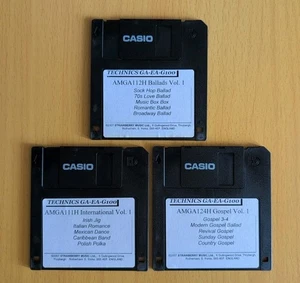 CASIO
TECHNICS GA-EA-G100
AMGA112H Ballads Vol. 1
Sock Hop Ballad
70s Love Ballad
Music Box Box
Romantic Ballad
Broadway Ballad
CASIO
TECHNICS GA-EA-G100
AMGA111H International Vol. 1
Irish Jig
Italian Romance
Mexican Dance
Caribbean Band
Polish Polka
CASIO
TECHNICS GA-EA-G100
AMGA124H Gospel Vol. 1
Gospel 3-4
Modern Gospel Ballad
Revival Gospel
Sunday Gospel
Country Gospel